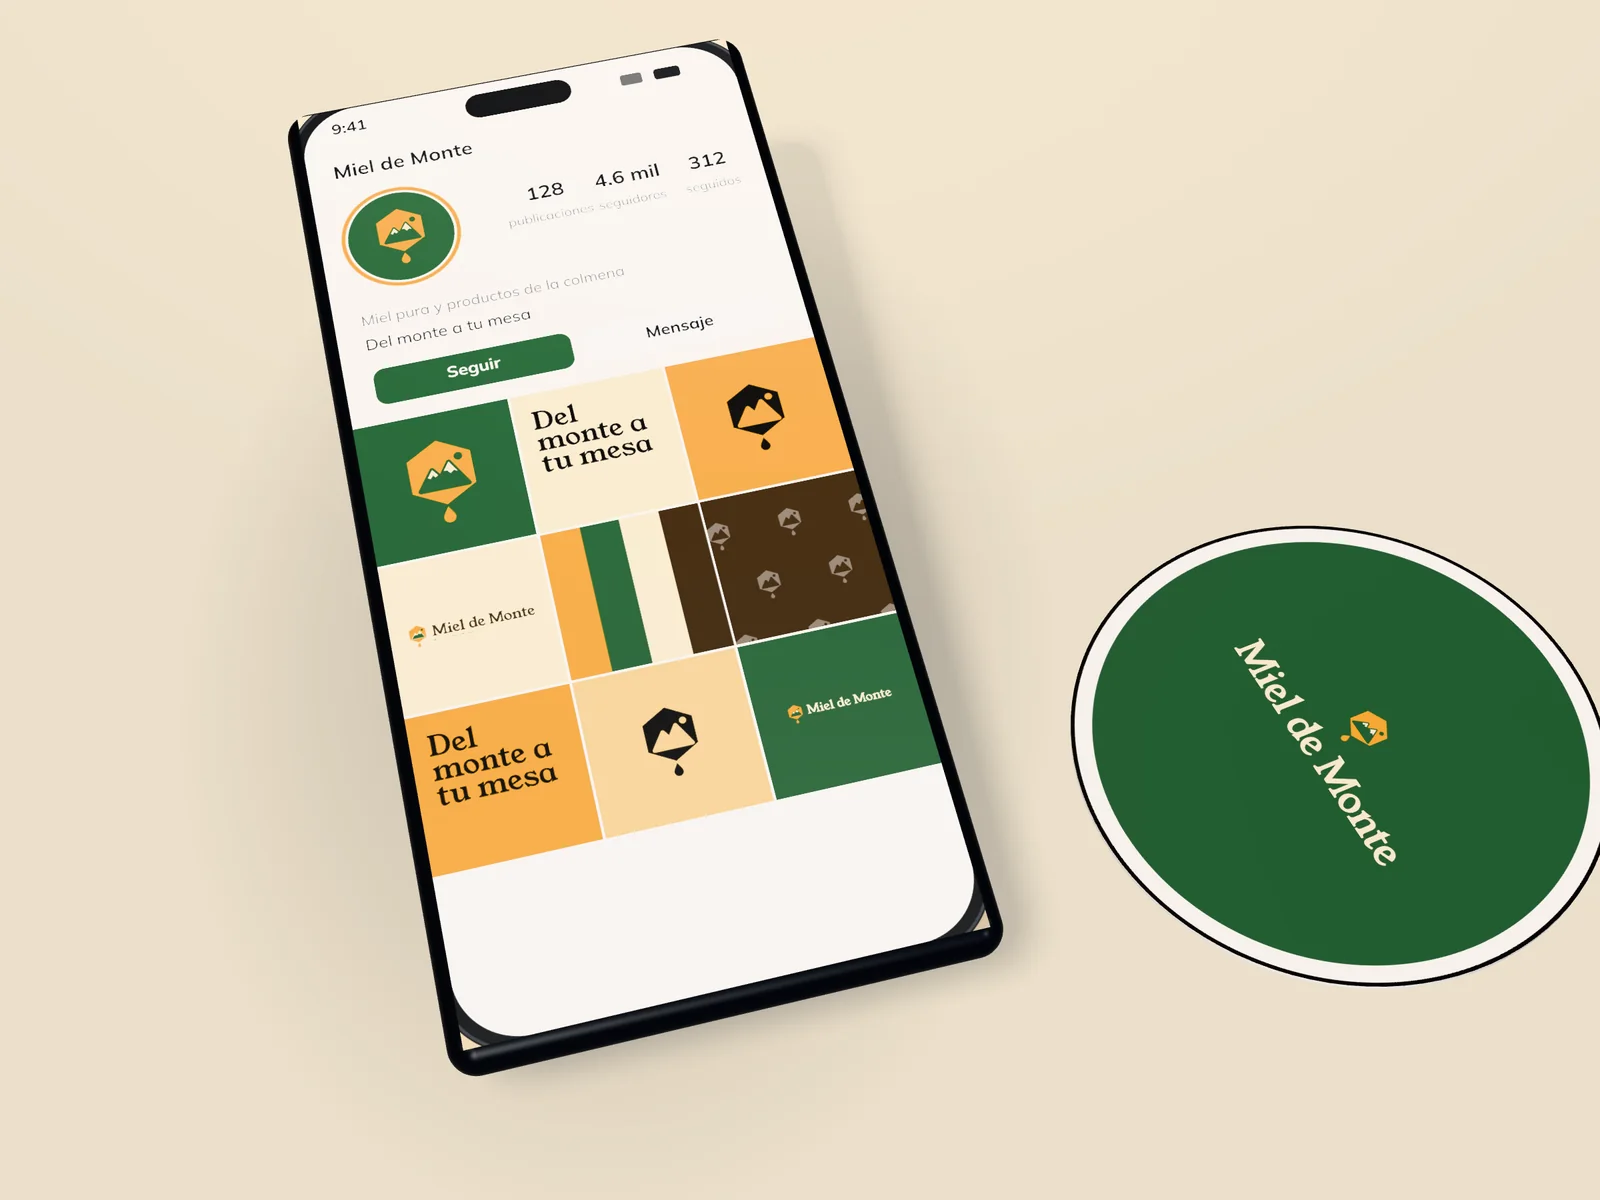 9:41
Miel de Monte
128 4.6 mil 312
publicaciones seguidores seguidos
Miel pura y productos de la colmena
Del monte a tu mesa
Seguir
Mensaje
Del
monte a
tu mesa
Miel de Monte
Del
monte a
tu mesa
Miel de Monte
Miel de Monte